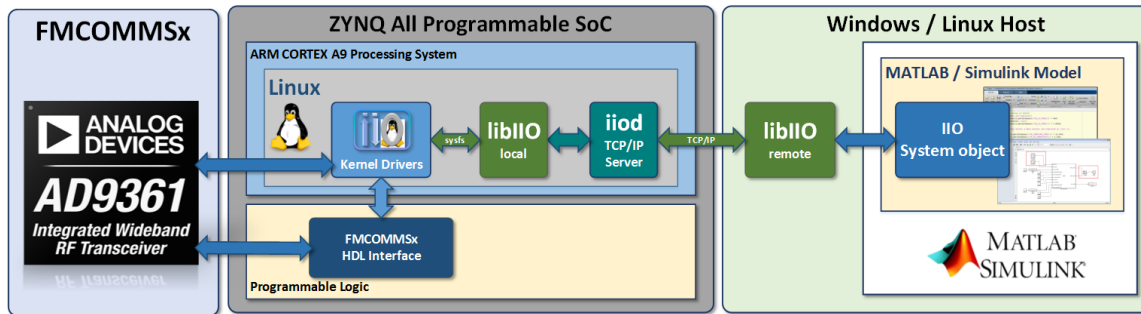 FMCOMMSx
ANALOG
DEVICES
AD9361
Integrated Wideband
RF Transceiver
ZYNQ All Programmable SoC
ARM CORTEX A9 Processing System
Linux
iio
Kernel Drivers
sysfs
libIIO
local
iiod
TCP/IP
Server
TCP/IP
FMCOMMSx
HDL Interface
Programmable Logic
Windows / Linux Host
libIIO
remote
MATLAB / Simulink Model
IIO
System object
MATLAB®
SIMULINK®